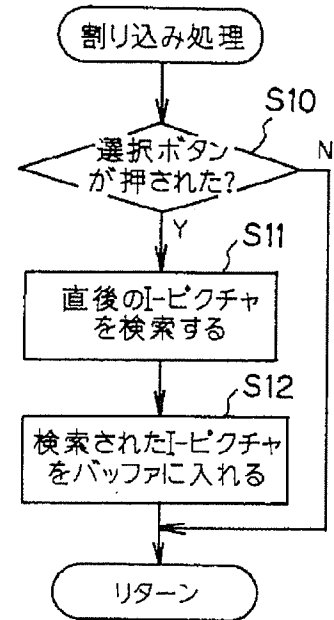 割り込み処理
S10
選択ボタン
が押された?
N
Y
S11
直後のI-ピクチャ
を検索する
S12
検索されたI-ピクチャ
をバッファに入れる
リターン